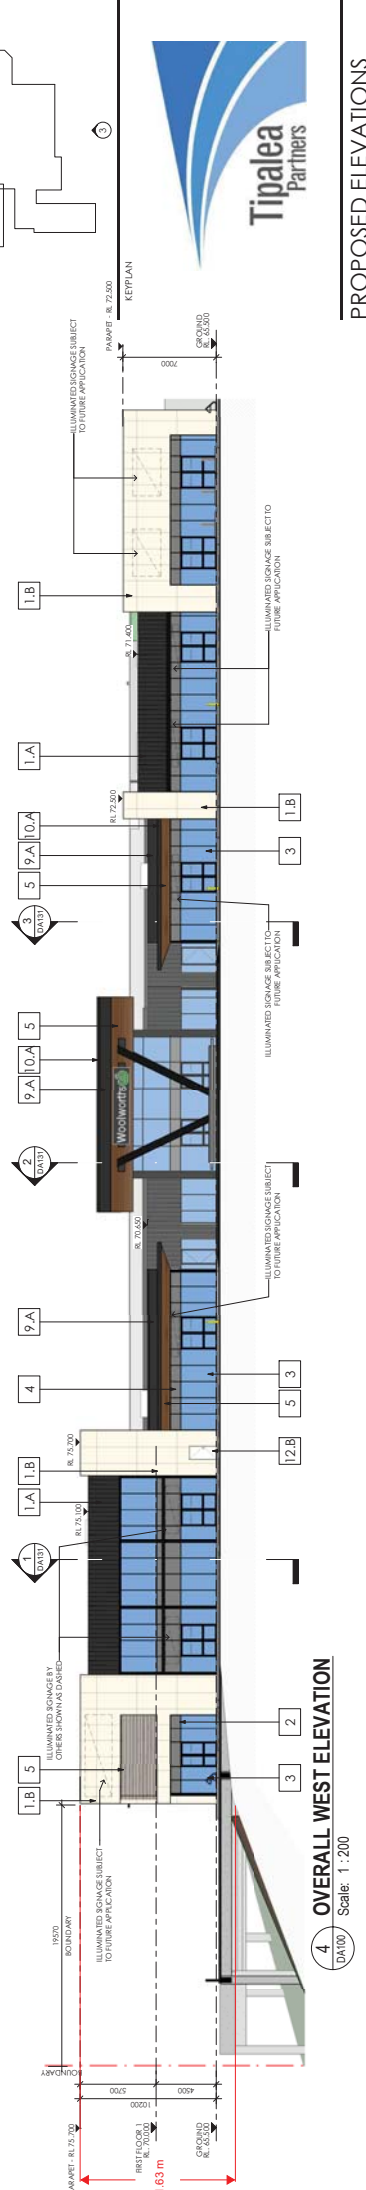 BOUNDARY
19570
BOUNDARY
ARAPET - RL 75.700
FIRST FLOOR 1
RL 70.000
GROUND
RL 65.500
5700
4500
10200
.63 m
1.B
5
ILLUMINATED SIGNAGE BY
OTHERS SHOWN AS DASHED
1
DA131
1.A
1.B
RL 75.100
RL 75.700
4
9.A
2
DA131
9.A
10.A
5
3
DA131
5
9.A
10.A
1.A
1.B
RL 70.650
Woolworths
RL 72.500
RL 71.400
ILLUMINATED SIGNAGE SUBJECT
TO FUTURE APPLICATION
PARAPET - RL 72.500
7000
GROUND
RL 65.500
ILLUMINATED SIGNAGE SUBJECT
TO FUTURE APPLICATION
3
2
12.B
5
3
ILLUMINATED SIGNAGE SUBJECT
TO FUTURE APPLICATION
ILLUMINATED SIGNAGE SUBJECT TO
FUTURE APPLICATION
3
1.B
ILLUMINATED SIGNAGE SUBJECT TO
FUTURE APPLICATION
4
DA100
OVERALL WEST ELEVATION
Scale: 1 : 200
3
KEYPLAN
Tipalea
Partners
PROPOSED ELEVATIONS